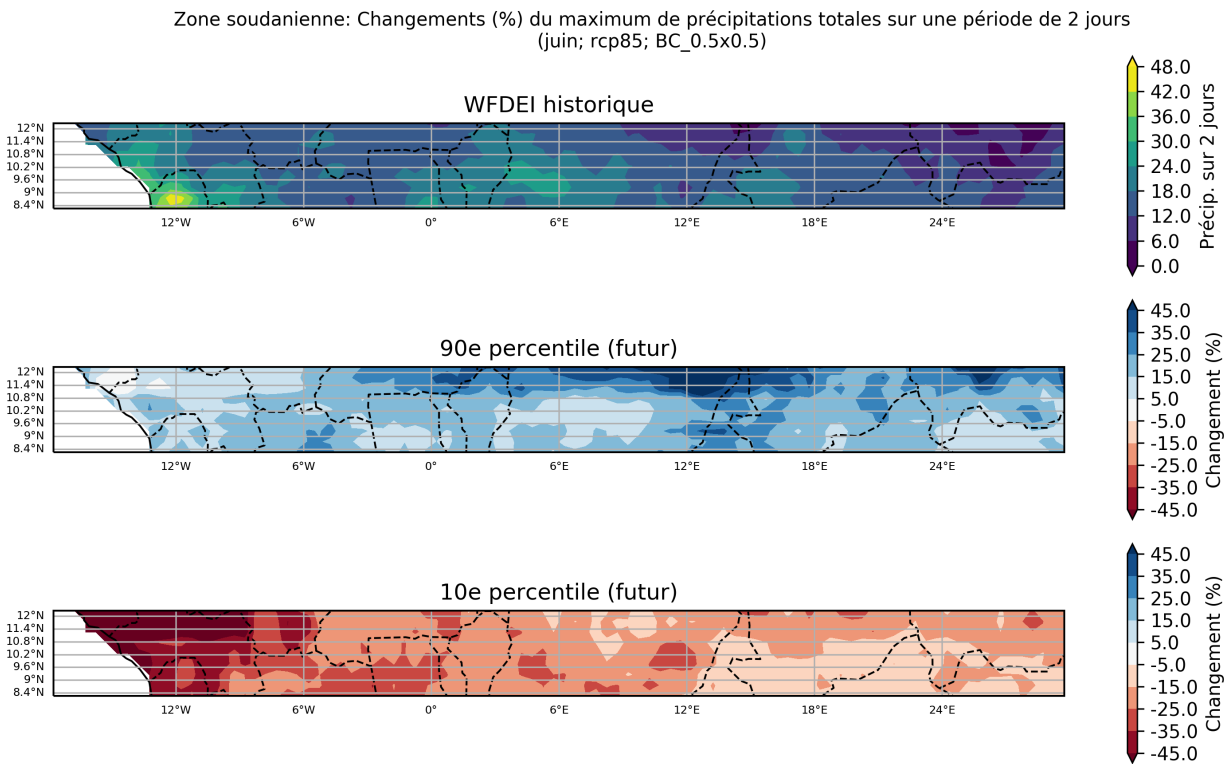 Zone soudanienne: Changements (%) du maximum de précipitations totales sur une période de 2 jours
(juin; rcp85; BC_0.5x0.5)
WFDEI historique
12°N
11.4°N
10.8°N
10.2°N
9.6°N
9°N
8.4°N
12°W 6°W 0° 6°E 12°E 18°E 24°E
48.0
42.0
36.0
30.0
24.0
18.0
12.0
6.0
0.0
Précip. sur 2 jours
90e percentile (futur)
12°N
11.4°N
10.8°N
10.2°N
9.6°N
9°N
8.4°N
12°W 6°W 0° 6°E 12°E 18°E 24°E
45.0
35.0
25.0
15.0
5.0
-5.0
-15.0
-25.0
-35.0
-45.0
Changement (%)
10e percentile (futur)
12°N
11.4°N
10.8°N
10.2°N
9.6°N
9°N
8.4°N
12°W 6°W 0° 6°E 12°E 18°E 24°E
45.0
35.0
25.0
15.0
5.0
-5.0
-15.0
-25.0
-35.0
-45.0
Changement (%)